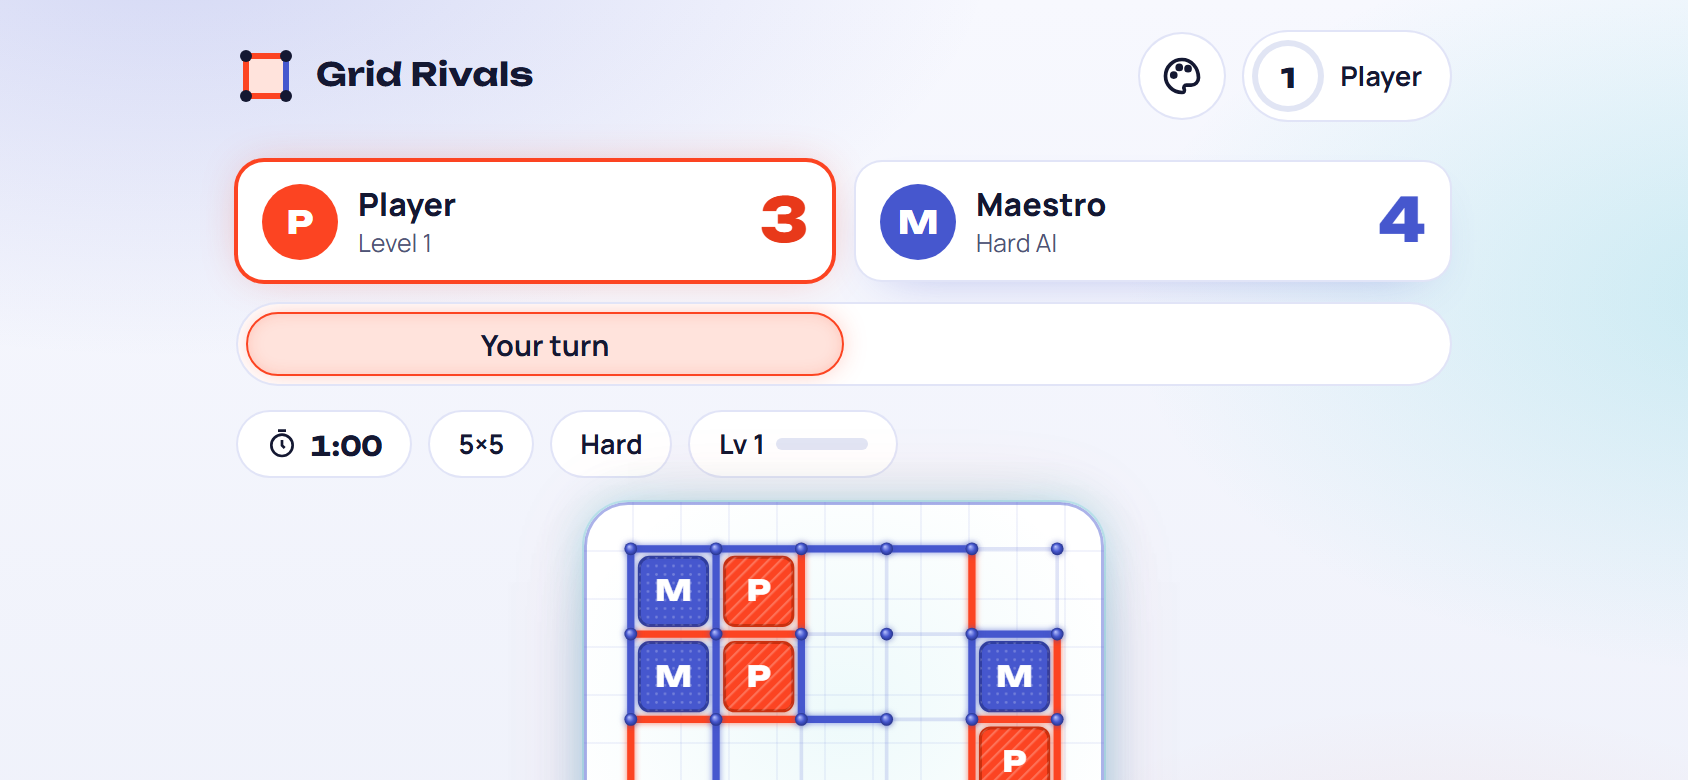 Grid Rivals
1 Player
P Player 3
Level 1
M Maestro 4
Hard AI
Your turn
1:00 5×5 Hard Lv 1
M P
M P M
P